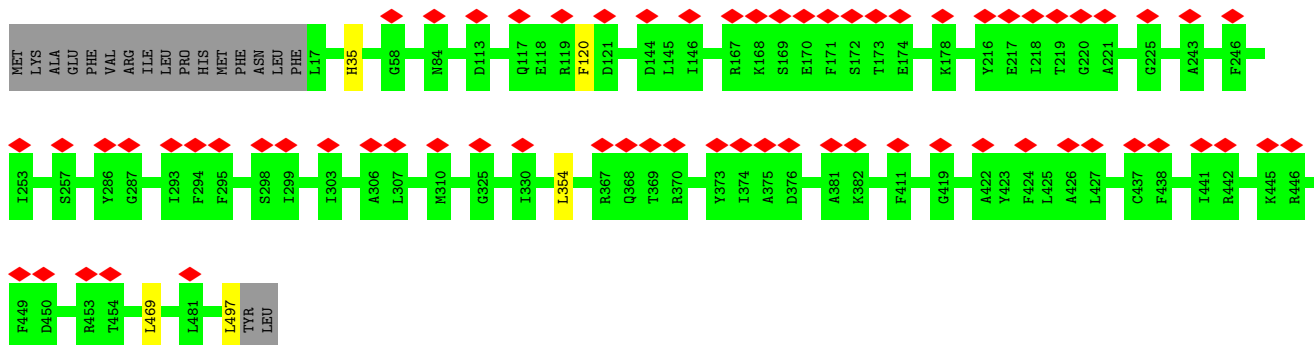 MET LYS ALA GLU PHE VAL ARG ILE LEU PRO HIS MET PHE ASN LEU PHE L17 H35 G58 N84 D113 Q117 E118 R119 F120 D121 D144 L145 I146 R167 K168 S169 E170 F171 S172 T173 E174 K178 Y216 E217 I218 T219 G220 A221 G225 A243 F246
I253 S257 Y286 G287 I293 F294 F295 S298 I299 I303 A306 L307 M310 G325 I330 L354 R367 Q368 T369 R370 Y373 I374 A375 D376 A381 K382 F411 G419 A422 Y423 F424 L425 A426 L427 C437 F438 I441 R442 K445 R446
F449 D450 R453 T454 L469 L481 L497 TYR LEU